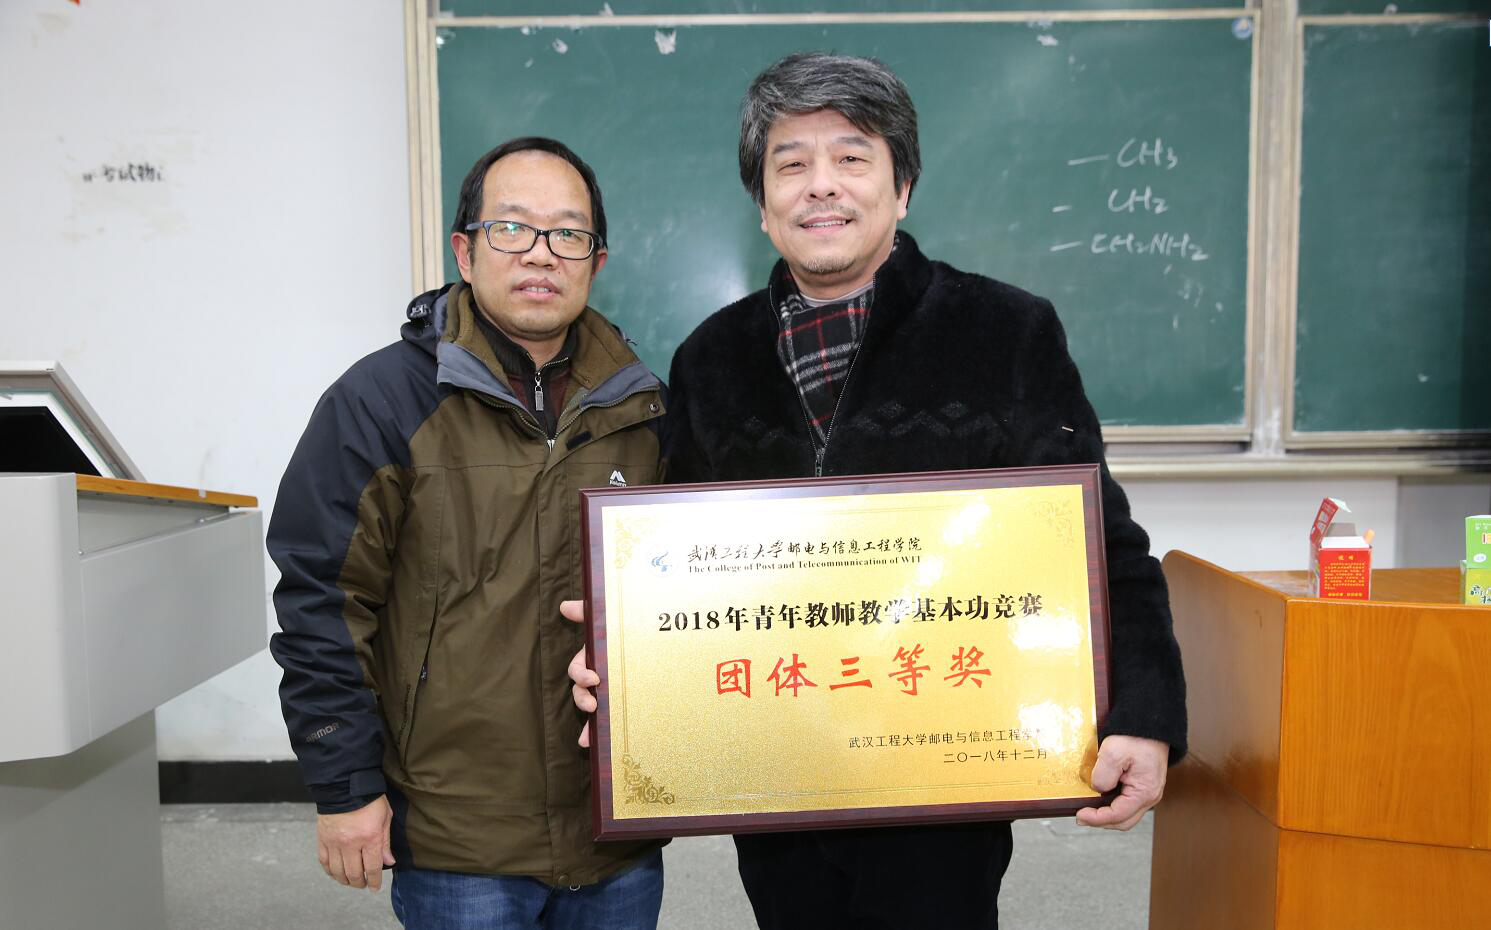 武汉工程大学邮电与信息工程学院
The College of Post and Telecommunication of WIT
2018年青年教师教学基本功竞赛
团体三等奖
武汉工程大学邮电与信息工程学
二〇一八年十二月
— CH3
- CH2
— CH2NH2
考试物
ARMOR